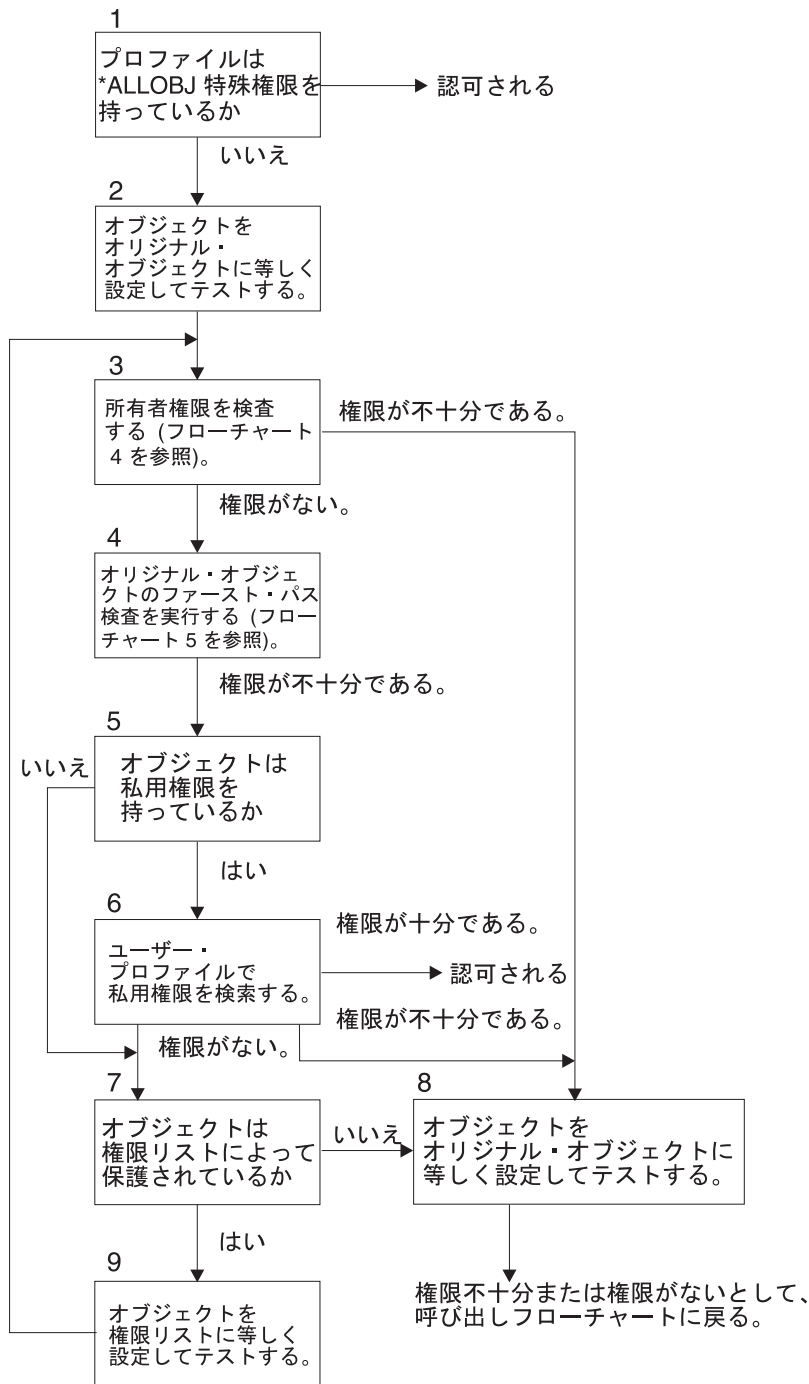 1
プロファイルは
*ALLOBJ 特殊権限を
持っているか
認可される
いいえ
2
オブジェクトを
オリジナル・
オブジェクトに等しく
設定してテストする。
3
所有者権限を検査
する (フローチャート
4 を参照)。
権限が不十分である。
権限がない。
4
オリジナル・オブジェ
クトのファースト・パス
検査を実行する (フロー
チャート 5 を参照)。
権限が不十分である。
5
いいえ
オブジェクトは
私用権限を
持っているか
はい
6
ユーザー・
プロファイルで
私用権限を検索する。
権限が十分である。
認可される
権限が不十分である。
権限がない。
7
オブジェクトは
権限リストによって
保護されているか
いいえ
8
オブジェクトを
オリジナル・オブジェクトに
等しく設定してテストする。
はい
9
オブジェクトを
権限リストに等しく
設定してテストする。
権限不十分または権限がないとして、
呼び出しフローチャートに戻る。